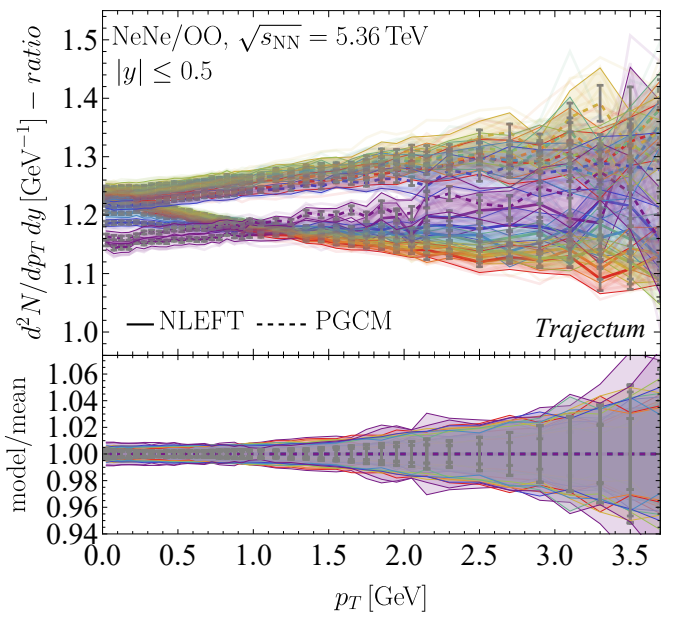 NeNe/OO, √s_NN = 5.36 TeV
|y| ≤ 0.5
d²N/dp_T dy [GeV⁻¹] − ratio
1.5
1.4
1.3
1.2
1.1
1.0
NLEFT
PGCM
Trajectum
model/mean
1.06
1.04
1.02
1.00
0.98
0.96
0.94
0.0 0.5 1.0 1.5 2.0 2.5 3.0 3.5
p_T [GeV]